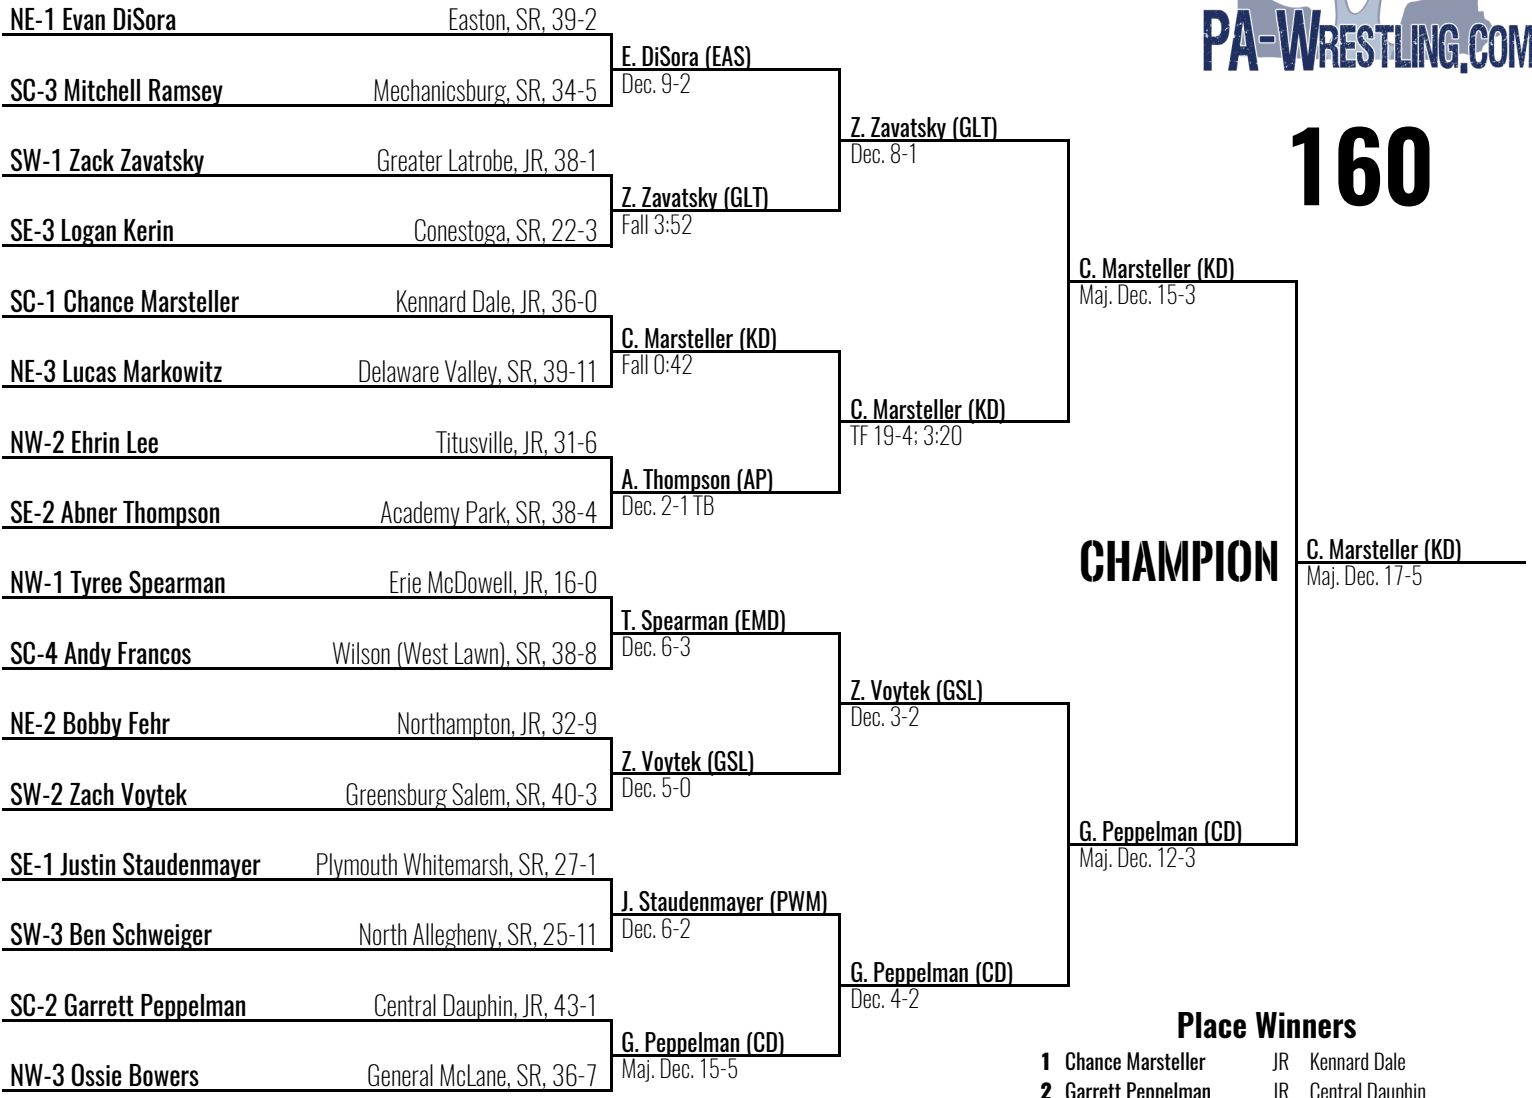 NE-1 Evan DiSora Easton, SR, 39-2
SC-3 Mitchell Ramsey Mechanicsburg, SR, 34-5
SW-1 Zack Zavatsky Greater Latrobe, JR, 38-1
SE-3 Logan Kerin Conestoga, SR, 22-3
SC-1 Chance Marsteller Kennard Dale, JR, 36-0
NE-3 Lucas Markowitz Delaware Valley, SR, 39-11
NW-2 Ehrin Lee Titusville, JR, 31-6
SE-2 Abner Thompson Academy Park, SR, 38-4
NW-1 Tyree Spearman Erie McDowell, JR, 16-0
SC-4 Andy Francos Wilson (West Lawn), SR, 38-8
NE-2 Bobby Fehr Northampton, JR, 32-9
SW-2 Zach Voytek Greensburg Salem, SR, 40-3
SE-1 Justin Staudenmayer Plymouth Whitemarsh, SR, 27-1
SW-3 Ben Schweiger North Allegheny, SR, 25-11
SC-2 Garrett Peppelman Central Dauphin, JR, 43-1
NW-3 Ossie Bowers General McLane, SR, 36-7
E. DiSora (EAS)
Dec. 9-2
Z. Zavatsky (GLT)
Fall 3:52
C. Marsteller (KD)
Fall 0:42
A. Thompson (AP)
Dec. 2-1 TB
T. Spearman (EMD)
Dec. 6-3
Z. Voytek (GSL)
Dec. 5-0
J. Staudenmayer (PWM)
Dec. 6-2
G. Peppelman (CD)
Maj. Dec. 15-5
Z. Zavatsky (GLT)
Dec. 8-1
C. Marsteller (KD)
TF 19-4; 3:20
Z. Voytek (GSL)
Dec. 3-2
G. Peppelman (CD)
Dec. 4-2
C. Marsteller (KD)
Maj. Dec. 15-3
G. Peppelman (CD)
Maj. Dec. 12-3
CHAMPION
C. Marsteller (KD)
Maj. Dec. 17-5
PA-WRESTLING.COM
160
Place Winners
1 Chance Marsteller JR Kennard Dale
2 Garrett Peppelman JR Central Dauphin